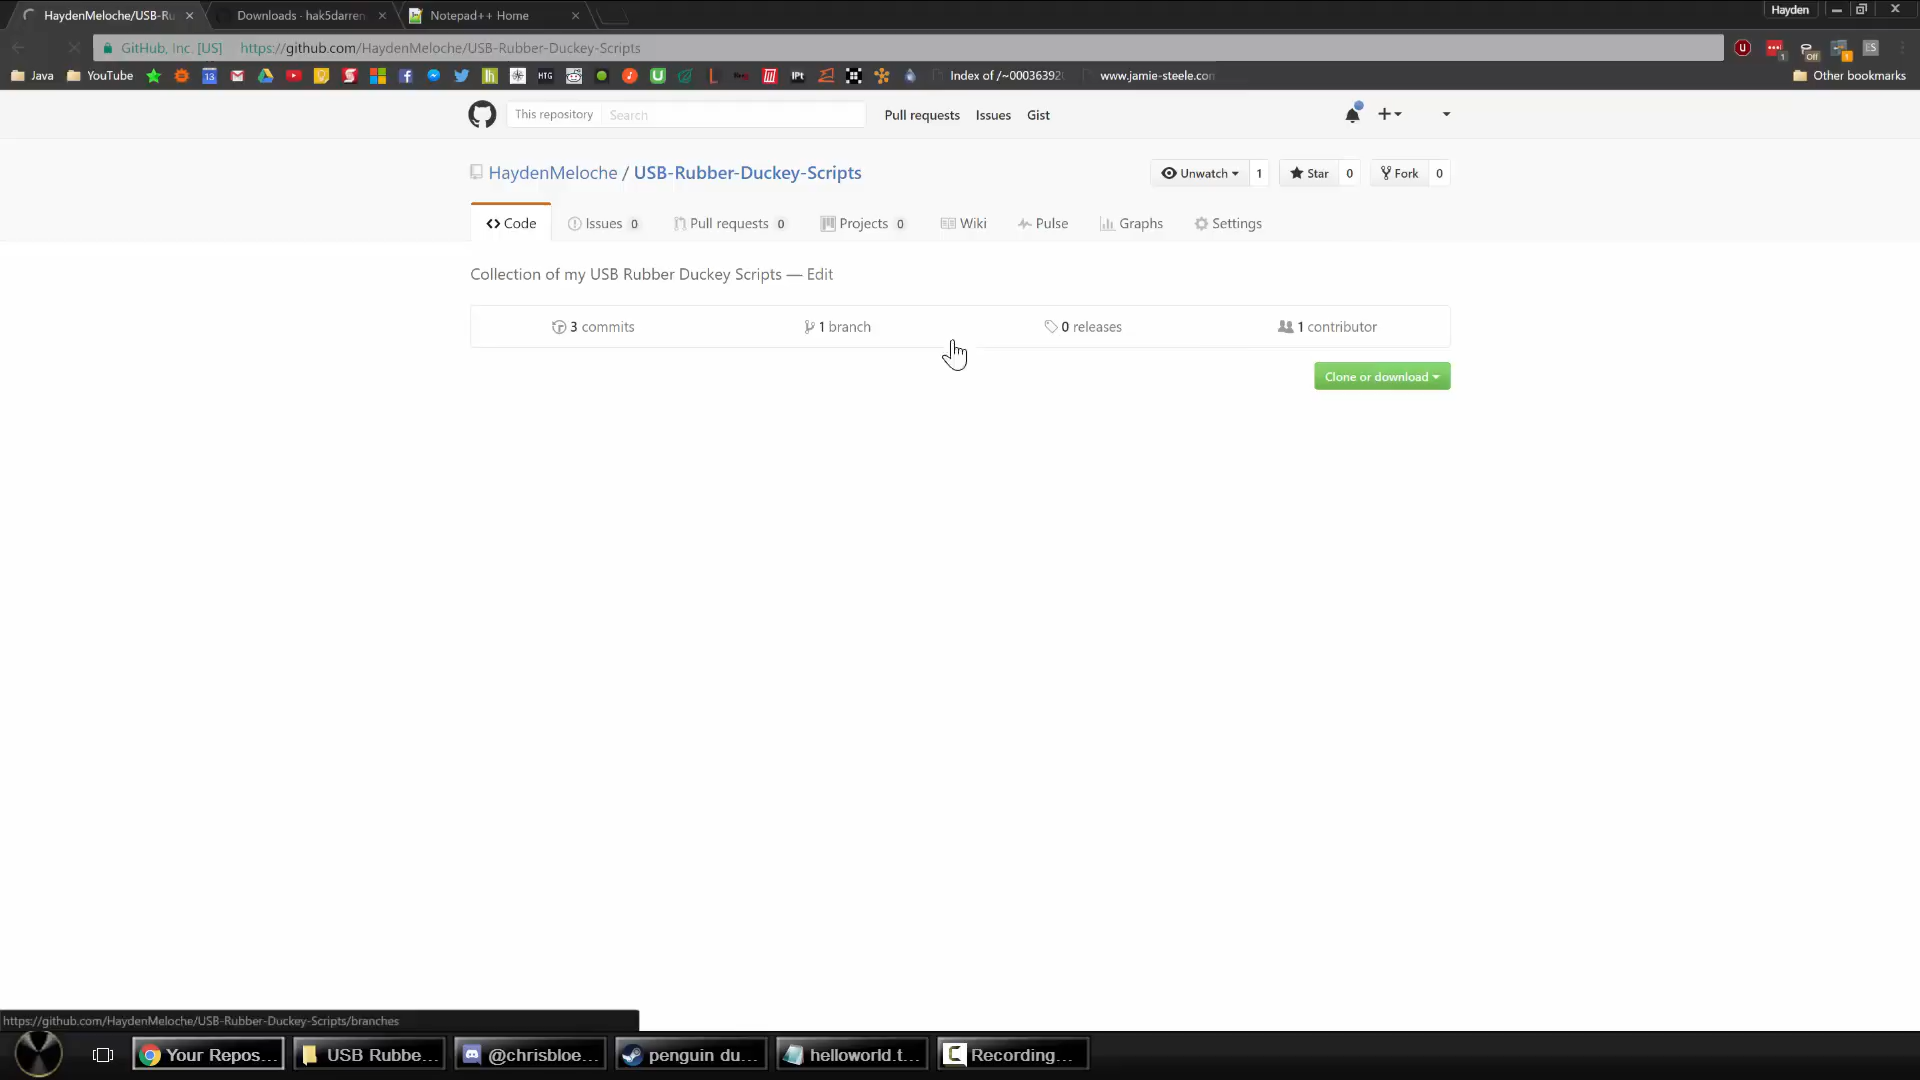 HaydenMeloche/USB-Ru
Downloads - hak5darren
Notepad++ Home
Hayden
GitHub, Inc. [US] https://github.com/HaydenMeloche/USB-Rubber-Duckey-Scripts
Java
YouTube
Index of /~00036392
www.jamie-steele.con
Other bookmarks
This repository
Search
Pull requests
Issues
Gist
HaydenMeloche / USB-Rubber-Duckey-Scripts
Unwatch 1
Star 0
Fork 0
Code
Issues 0
Pull requests 0
Projects 0
Wiki
Pulse
Graphs
Settings
Collection of my USB Rubber Duckey Scripts — Edit
3 commits
1 branch
0 releases
1 contributor
Clone or download
https://github.com/HaydenMeloche/USB-Rubber-Duckey-Scripts/branches
Your Repos...
USB Rubbe...
@chrisbloe...
penguin du...
helloworld.t...
Recording...